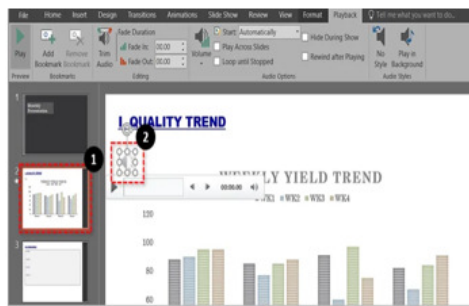 File Home Insert Design Transitions Animations Slide Show Review View Format Playback Tell me what you want to do...
Play
Add Bookmark
Remove Bookmark
Trim Audio
Fade Duration
Fade In: 00.00
Fade Out: 00.00
Volume
Start: Automatically
Play Across Slides
Loop until Stopped
Hide During Show
Rewind after Playing
No Style
Play in Background
Preview Bookmarks Editing Audio Options Audio Styles
1
2
3
1
2
I. QUALITY TREND
WEEKLY YIELD TREND
00:00.00
WK1 WK2 WK3 WK4
120
100
80
60